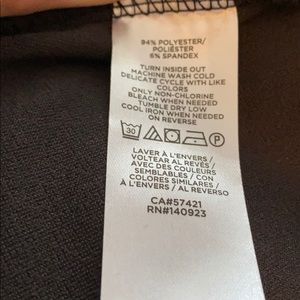 94% POLYESTER/
POLIÉSTER
6% SPANDEX
TURN INSIDE OUT
MACHINE WASH COLD
DELICATE CYCLE WITH LIKE
COLORS
ONLY NON-CHLORINE
BLEACH WHEN NEEDED
TUMBLE DRY LOW
COOL IRON WHEN NEEDED
ON REVERSE
30
P
LAVER À L'ENVERS /
VOLTEAR AL REVÉS /
AVEC DES COULEURS
SEMBLABLES / CON
COLORES SIMILARES /
À L'ENVERS / AL REVERSO
CA#57421
RN#140923